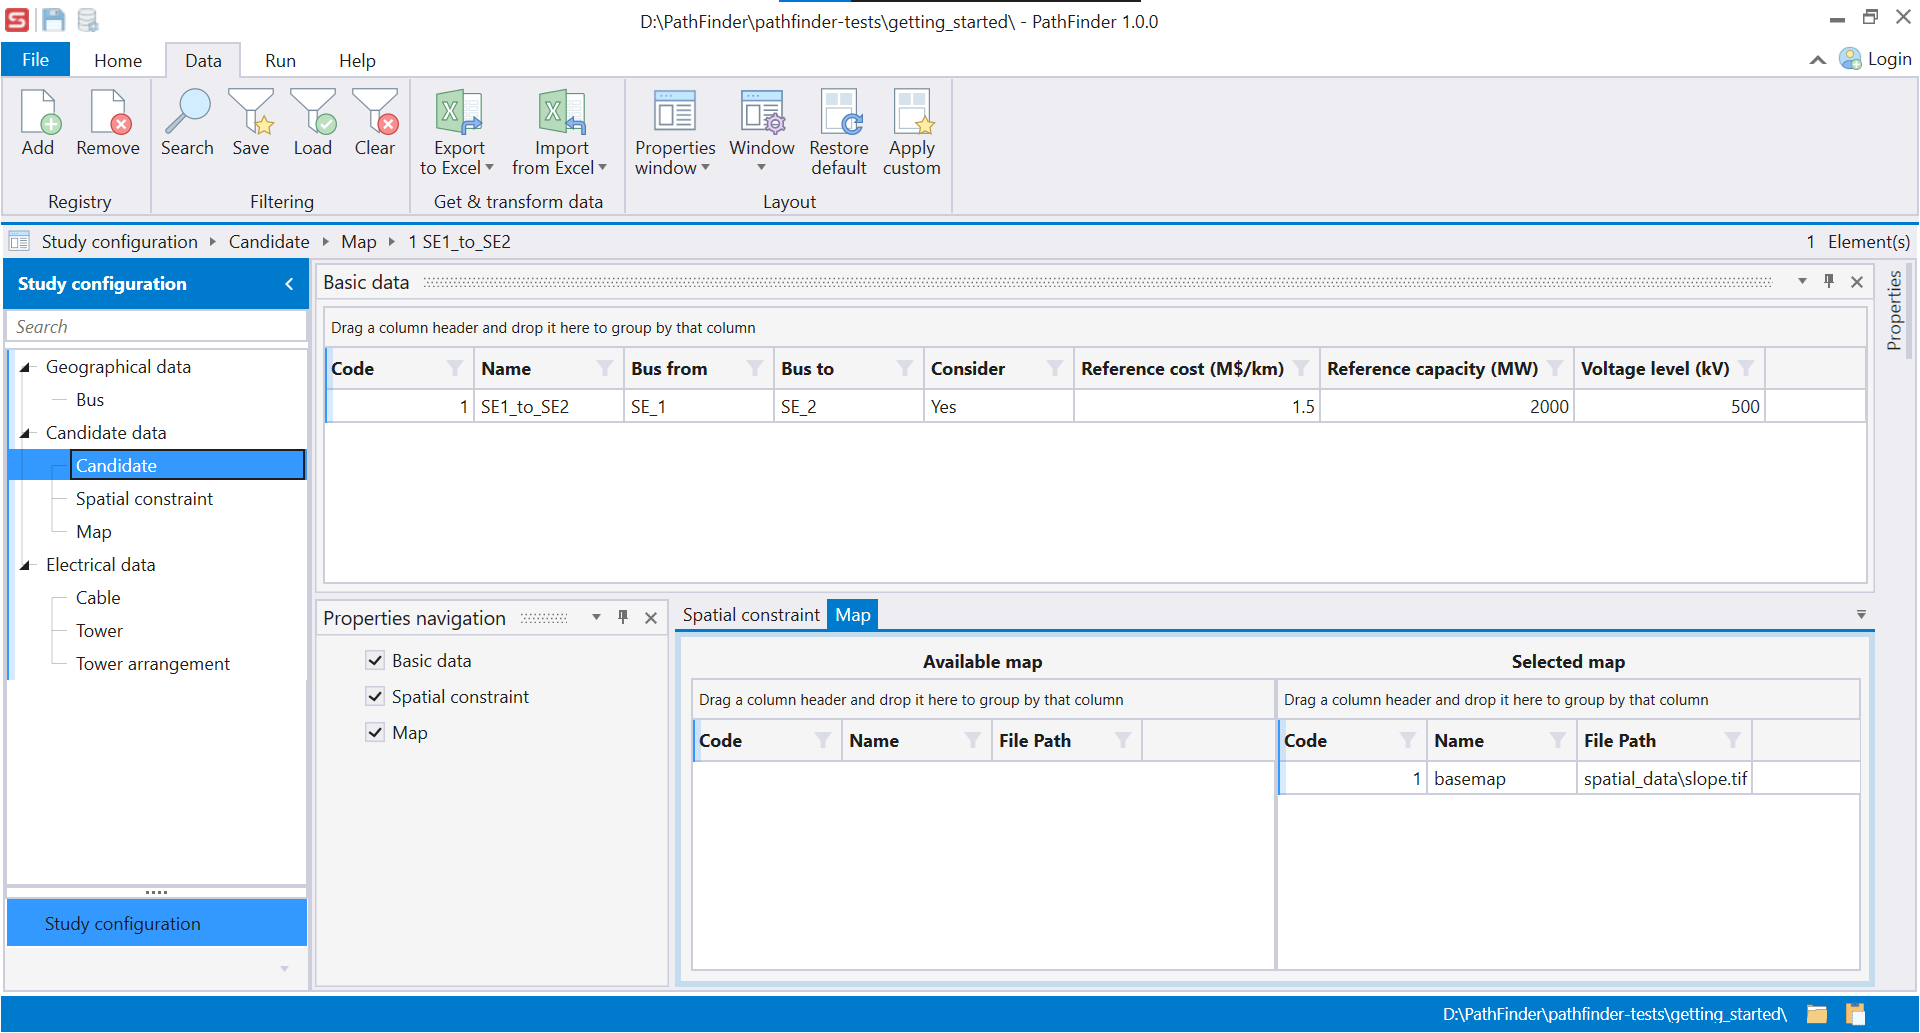 D:\PathFinder\pathfinder-tests\getting_started\ - PathFinder 1.0.0
File Home Data Run Help Login
Add Remove Search Save Load Clear Export to Excel Import from Excel Properties window Window Restore default Apply custom
Registry Filtering Get & transform data Layout
Study configuration Candidate Map 1 SE1_to_SE2 1 Element(s)
Study configuration
Search
Geographical data
Bus
Candidate data
Candidate
Spatial constraint
Map
Electrical data
Cable
Tower
Tower arrangement
Study configuration
Basic data
Drag a column header and drop it here to group by that column
Code Name Bus from Bus to Consider Reference cost (M$/km) Reference capacity (MW) Voltage level (kV)
1 SE1_to_SE2 SE_1 SE_2 Yes 1.5 2000 500
Properties
Properties navigation
Basic data
Spatial constraint
Map
Spatial constraint Map
Available map
Drag a column header and drop it here to group by that column
Code Name File Path
Selected map
Drag a column header and drop it here to group by that column
Code Name File Path
1 basemap spatial_data\slope.tif
D:\PathFinder\pathfinder-tests\getting_started\